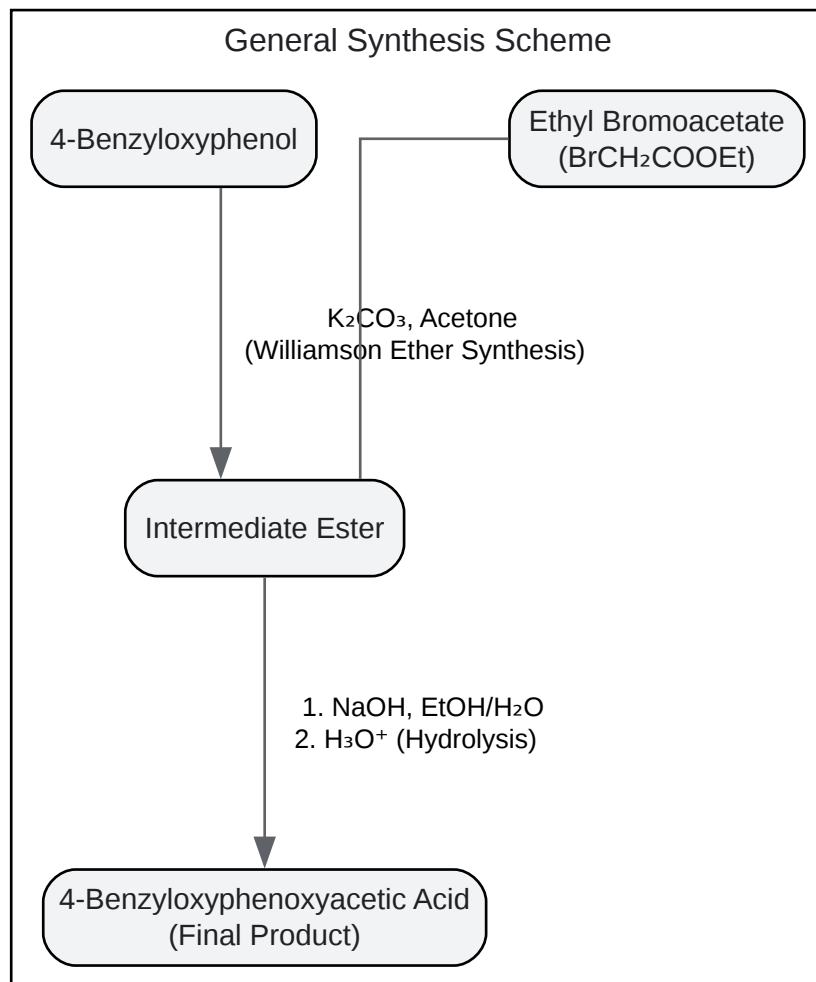 General Synthesis Scheme
4-Benzyloxyphenol
Ethyl Bromoacetate
(BrCH₂COOEt)
K₂CO₃, Acetone
(Williamson Ether Synthesis)
Intermediate Ester
1. NaOH, EtOH/H₂O
2. H₃O⁺ (Hydrolysis)
4-Benzyloxyphenoxyacetic Acid
(Final Product)